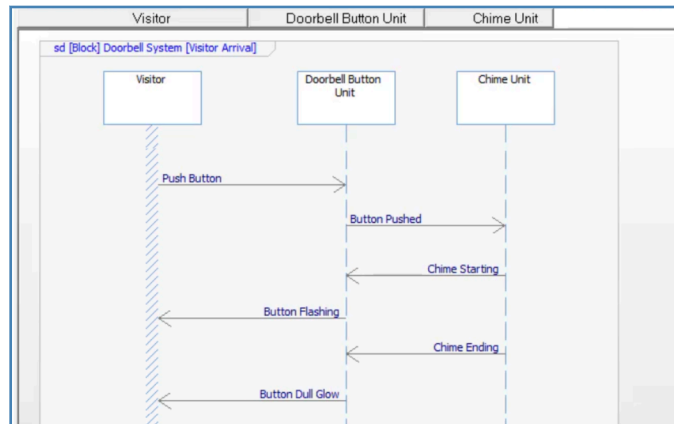 Visitor Doorbell Button Unit Chime Unit
sd [Block] Doorbell System [Visitor Arrival]
Visitor
Doorbell Button
Unit
Chime Unit
Push Button
Button Pushed
Chime Starting
Button Flashing
Chime Ending
Button Dull Glow